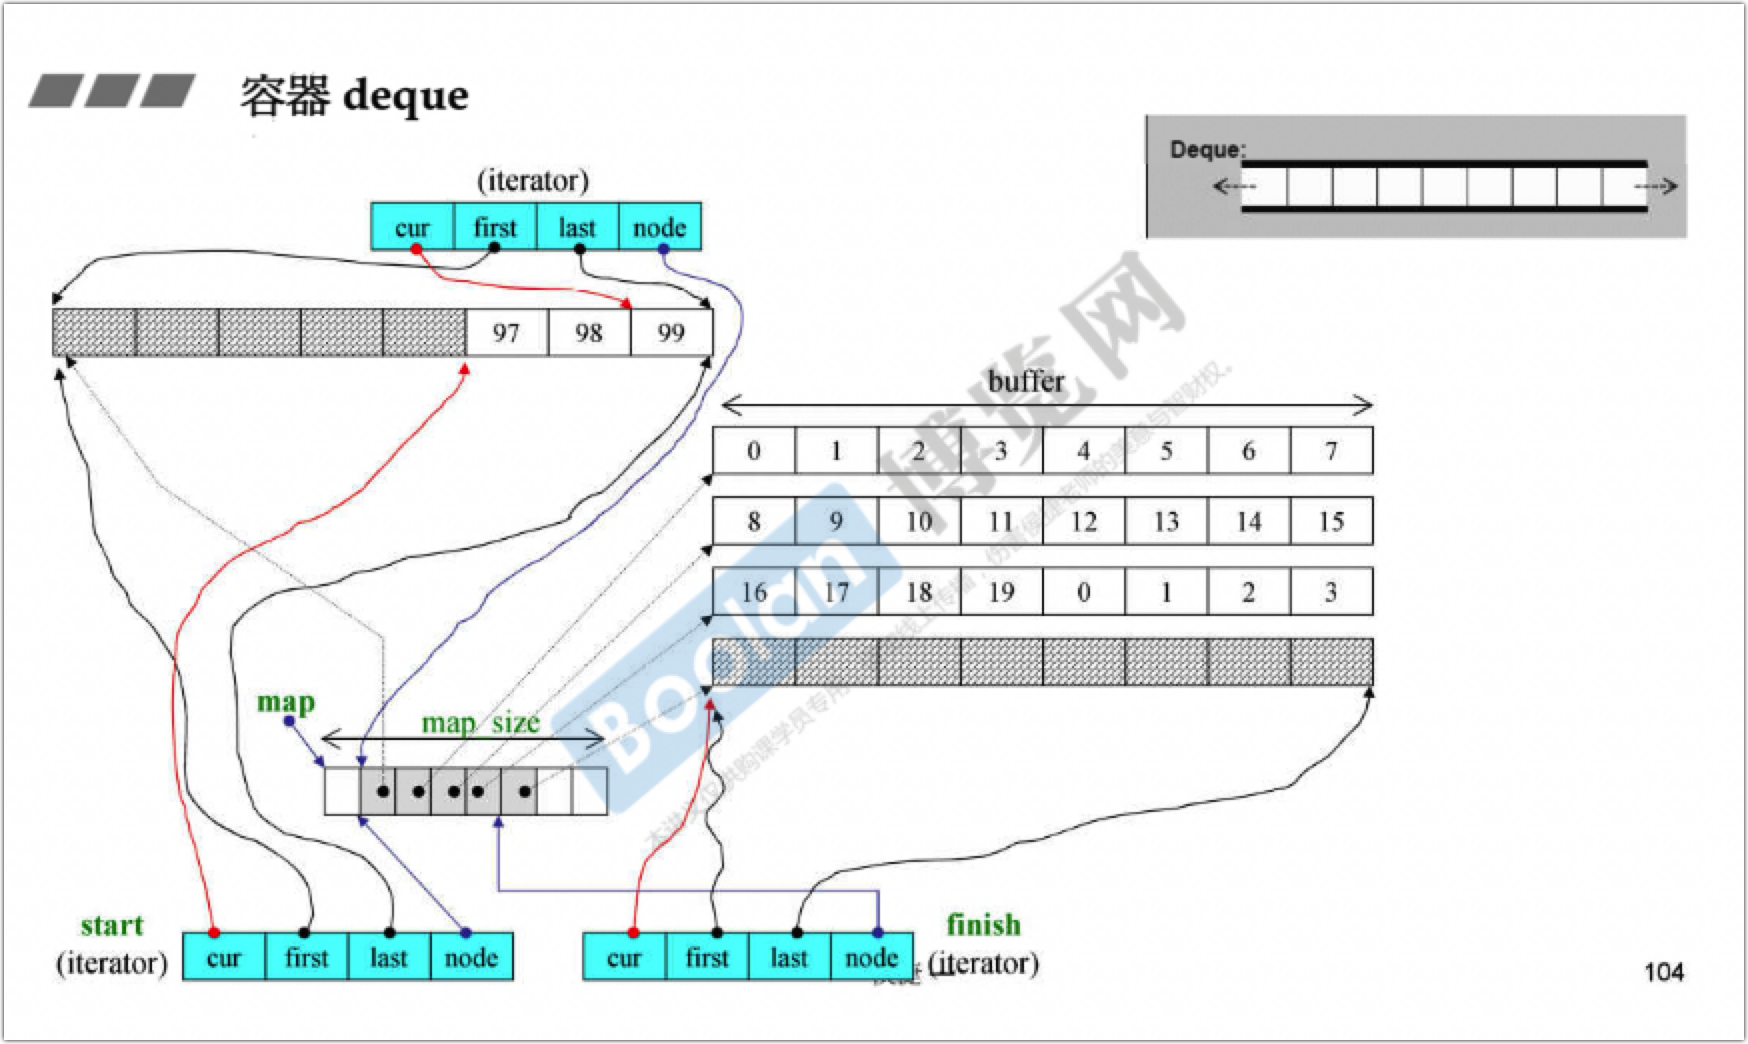 容器 deque
Deque:
(iterator)
cur first last node
97 98 99
buffer
0 1 2 3 4 5 6 7
8 9 10 11 12 13 14 15
16 17 18 19 0 1 2 3
博览网
Boolan
map
map_size
start
(iterator)
cur first last node
cur first last node
finish
(iterator)
104